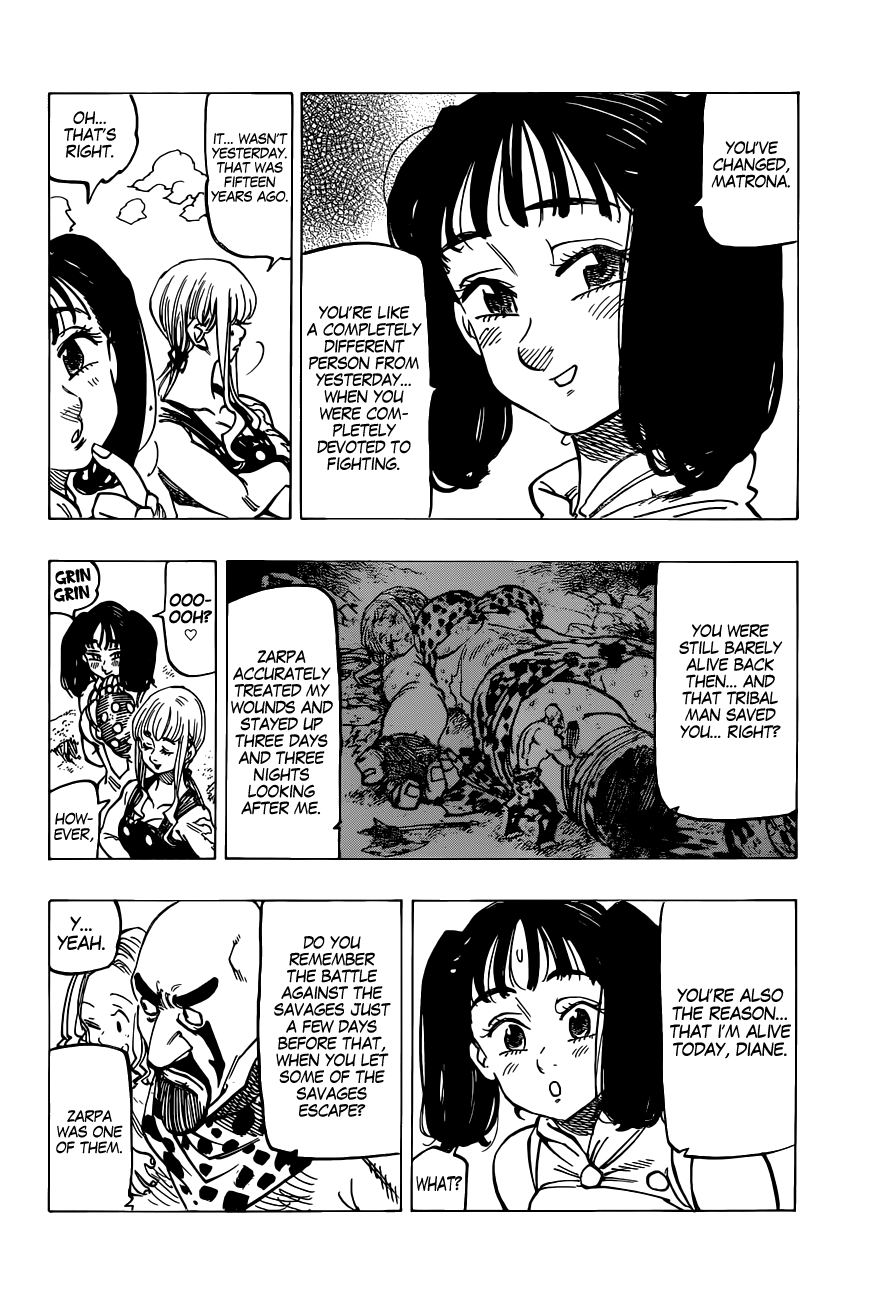 YOU'VE
CHANGED,
MATRONA.
YOU'RE LIKE
A COMPLETELY
DIFFERENT
PERSON FROM
YESTERDAY...
WHEN YOU
WERE COM-
PLETELY
DEVOTED TO
FIGHTING.
IT... WASN'T
YESTERDAY.
THAT WAS
FIFTEEN
YEARS AGO.
OH...
THAT'S
RIGHT.
YOU WERE
STILL BARELY
ALIVE BACK
THEN... AND
THAT TRIBAL
MAN SAVED
YOU... RIGHT?
ZARPA
ACCURATELY
TREATED MY
WOUNDS AND
STAYED UP
THREE DAYS
AND THREE
NIGHTS
LOOKING
AFTER ME.
OOO-
OOH?
♡
GRIN
GRIN
HOW-
EVER,
YOU'RE ALSO
THE REASON...
THAT I'M ALIVE
TODAY, DIANE.
WHAT?
DO YOU
REMEMBER
THE BATTLE
AGAINST THE
SAVAGES JUST
A FEW DAYS
BEFORE THAT,
WHEN YOU LET
SOME OF THE
SAVAGES
ESCAPE?
Y...
YEAH.
ZARPA
WAS ONE
OF THEM.